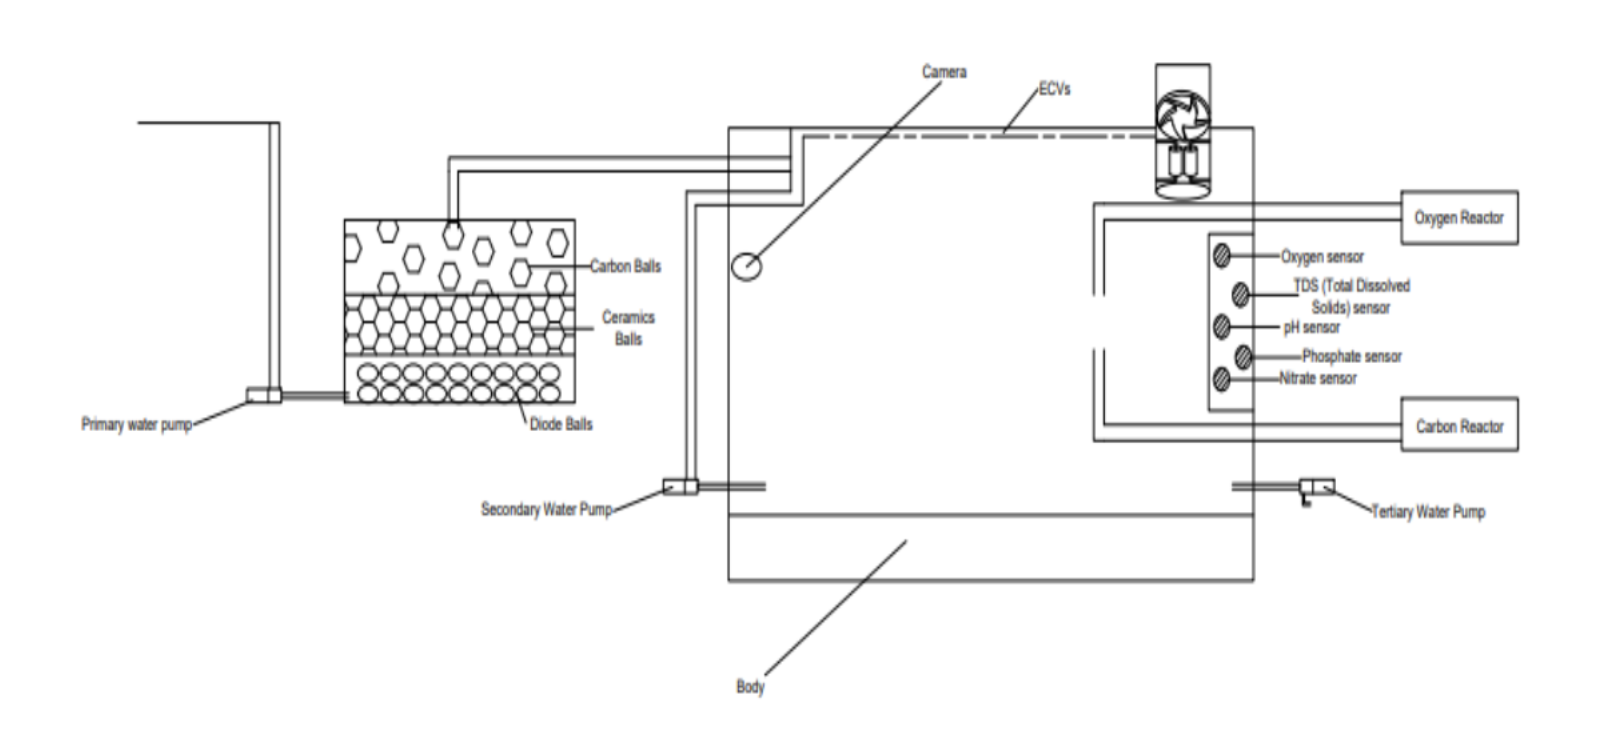 Camera
ECVs
Oxygen Reactor
Oxygen sensor
Carbon Balls
TDS (Total Dissolved
Solids) sensor
Ceramics
Balls
pH sensor
Phosphate sensor
Nitrate sensor
Primary water pump
Diode Balls
Carbon Reactor
Secondary Water Pump
Tertiary Water Pump
Body